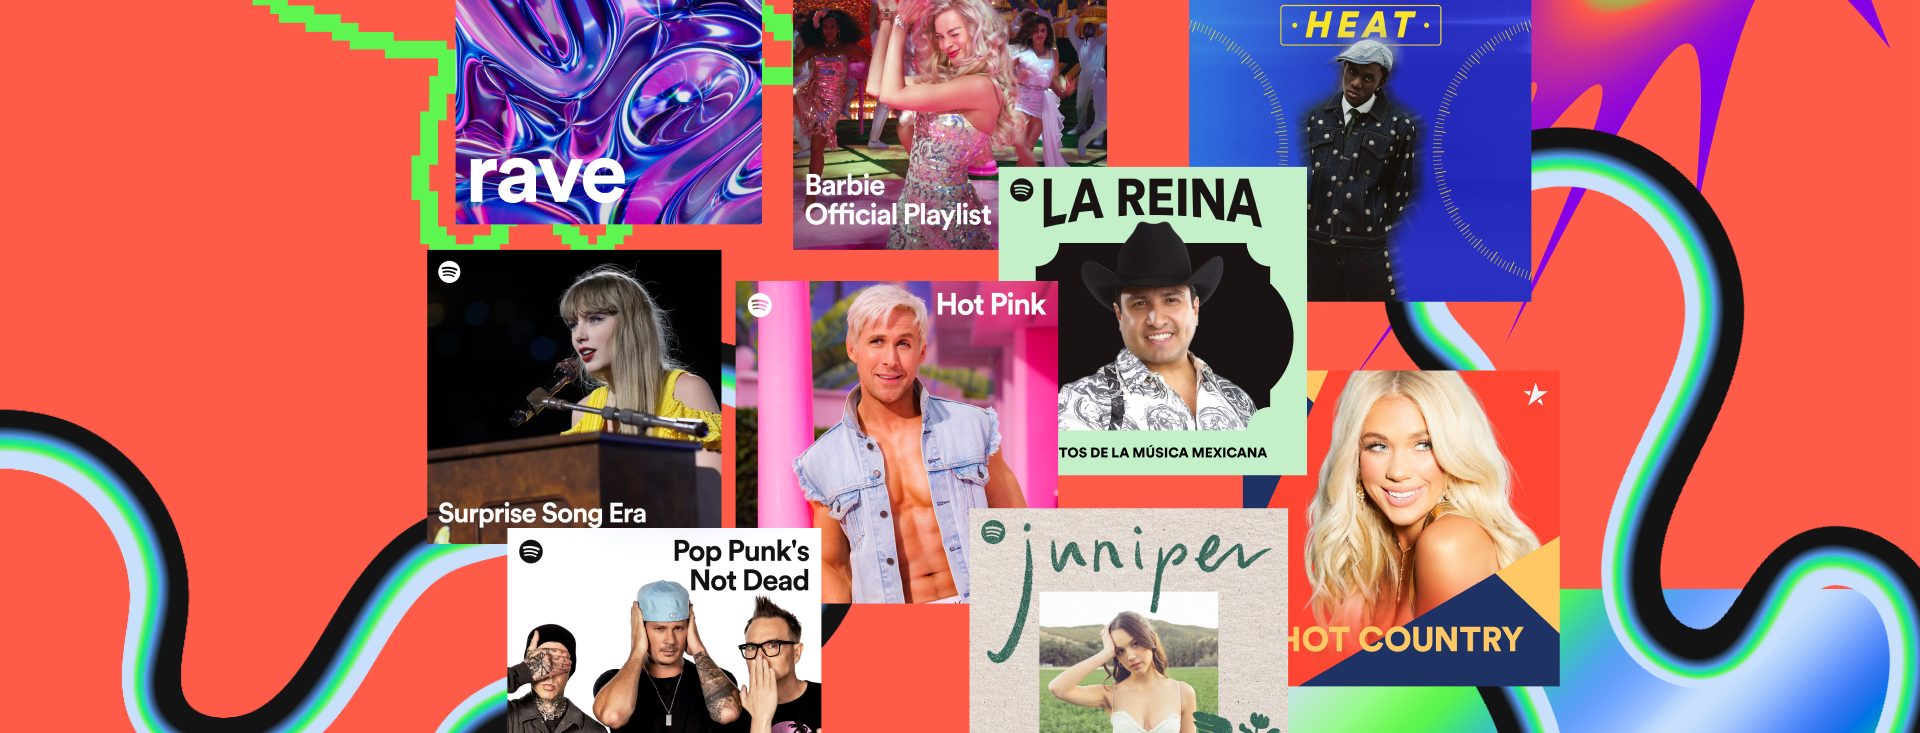 rave
Barbie
Official Playlist
·HEAT·
LA REINA
TOS DE LA MÚSICA MEXICANA
Surprise Song Era
Hot Pink
Pop Punk's
Not Dead
juniper
HOT COUNTRY